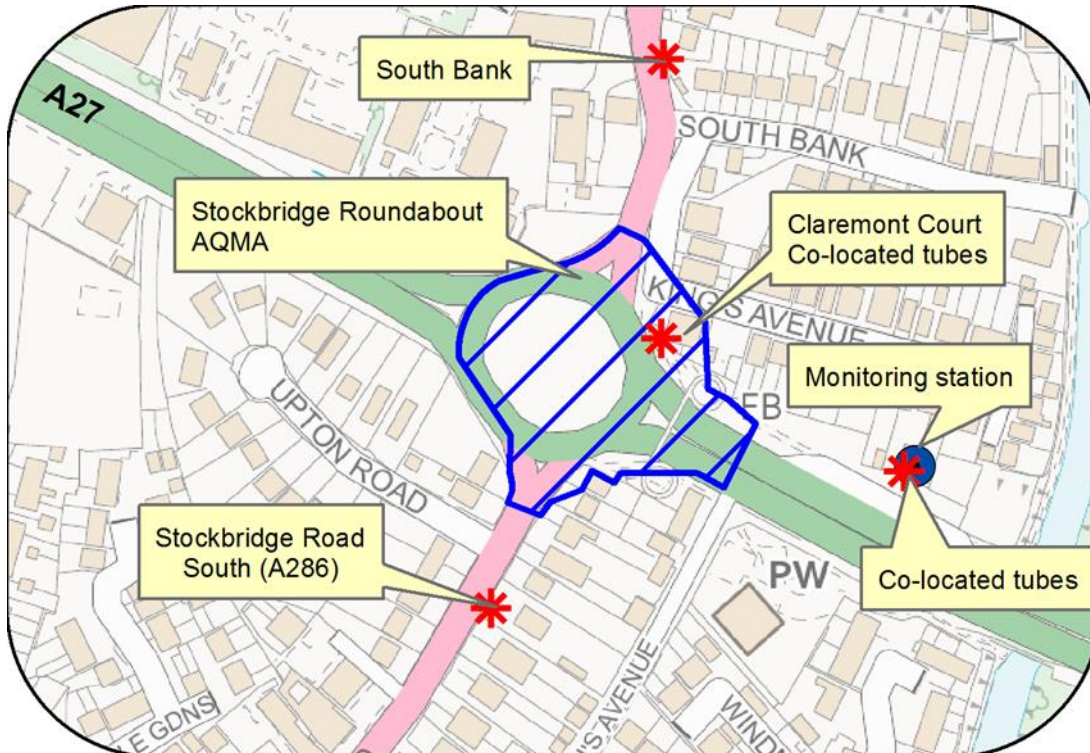 South Bank
A27
SOUTH BANK
Stockbridge Roundabout
AQMA
Claremont Court
Co-located tubes
KING'S AVENUE
Monitoring station
FB
UPTON ROAD
Stockbridge Road
South (A286)
PW
Co-located tubes
'S AVENUE
E GDNS
WIND